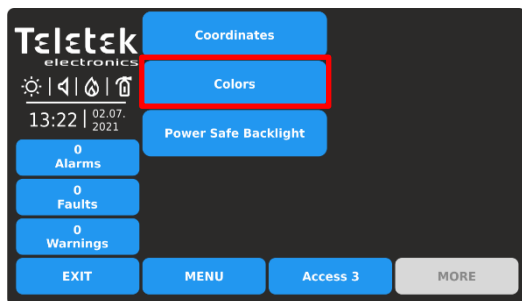 Teletek
electronics
13:22
02.07.
2021
0
Alarms
0
Faults
0
Warnings
Coordinates
Colors
Power Safe Backlight
EXIT
MENU
Access 3
MORE